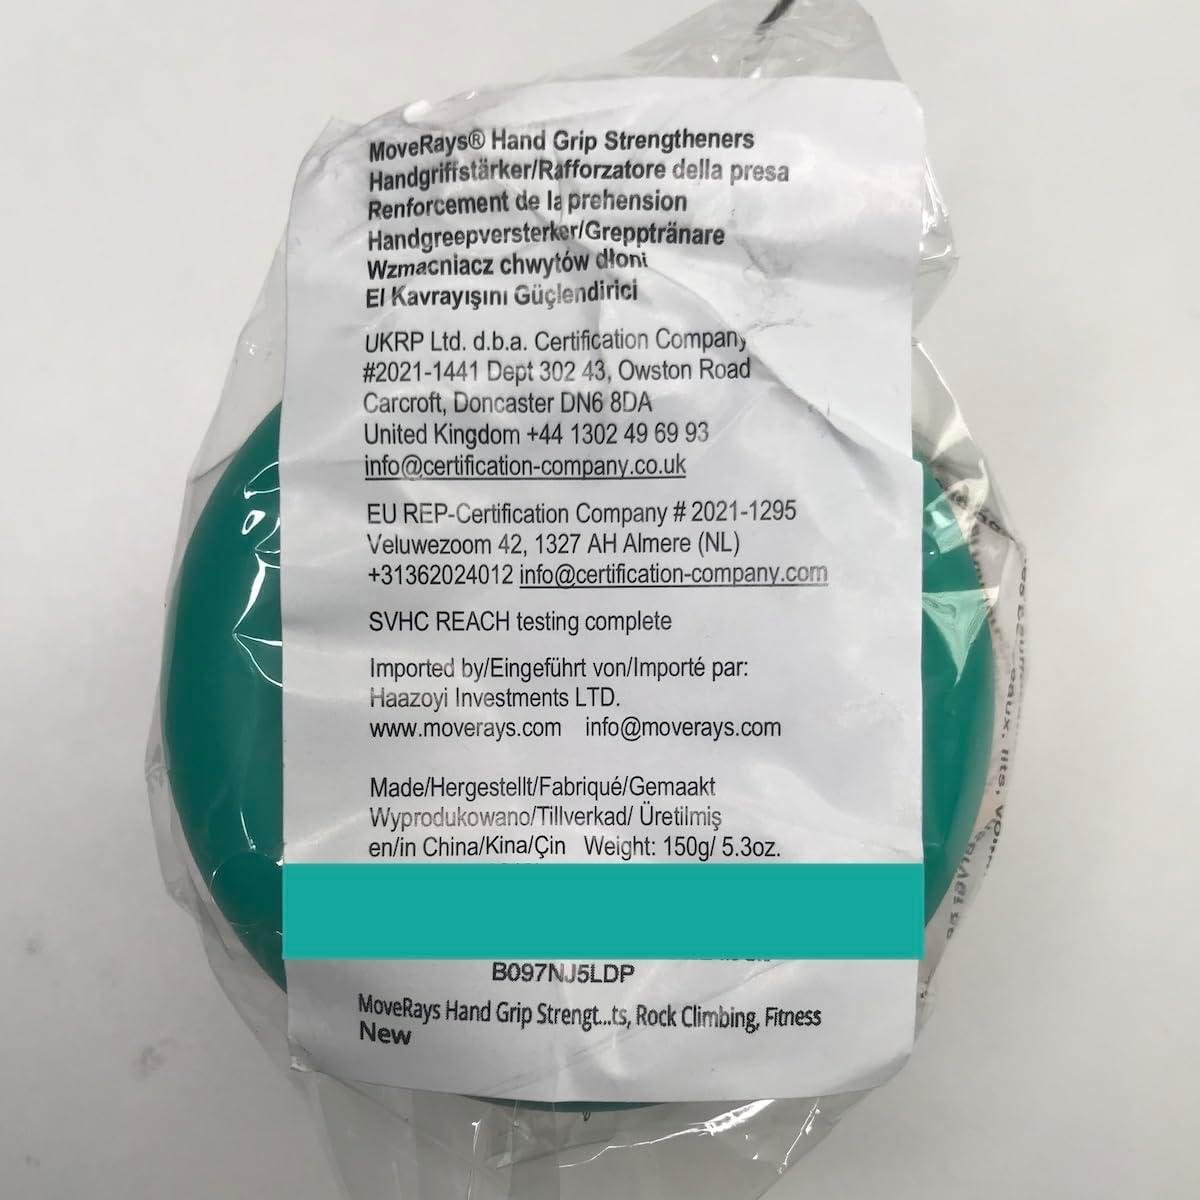 MoveRays® Hand Grip Strengtheners
Handgriffstärker/Rafforzatore della presa
Renforcement de la prehension
Handgreepversterker/Grepptränare
Wzmacniacz chwytów dłoni
El Kavrayışını Güçlendirici
UKRP Ltd. d.b.a. Certification Company
#2021-1441 Dept 302 43, Owston Road
Carcroft, Doncaster DN6 8DA
United Kingdom +44 1302 49 69 93
info@certification-company.co.uk
EU REP-Certification Company # 2021-1295
Veluwezoom 42, 1327 AH Almere (NL)
+31362024012 info@certification-company.com
SVHC REACH testing complete
Imported by/Eingeführt von/Importé par:
Haazoyi Investments LTD.
www.moverays.com info@moverays.com
Made/Hergestellt/Fabriqué/Gemaakt
Wyprodukowano/Tillverkad/ Üretilmiş
en/in China/Kina/Çin Weight: 150g/ 5.3oz.
B097NJ5LDP
MoveRays Hand Grip Strengt...ts, Rock Climbing, Fitness
New